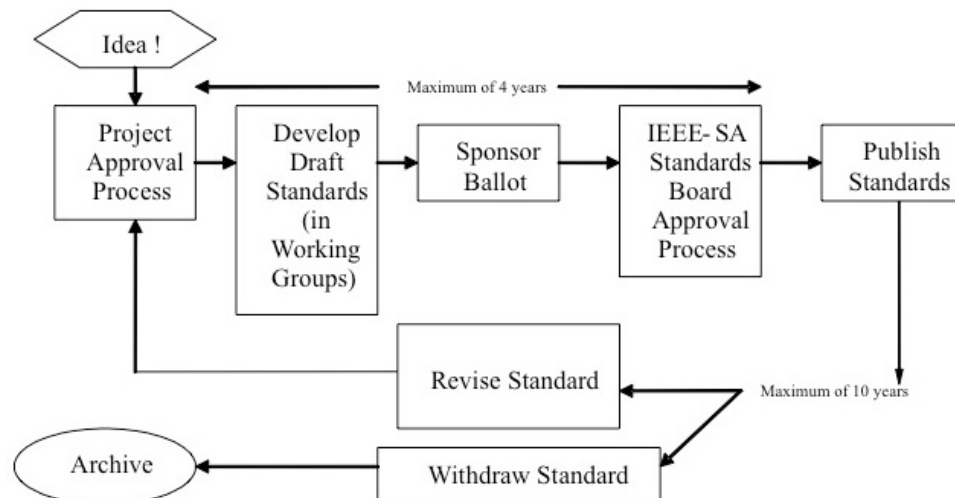 Idea !
Maximum of 4 years
Project
Approval
Process
Develop
Draft
Standards
(in
Working
Groups)
Sponsor
Ballot
IEEE- SA
Standards
Board
Approval
Process
Publish
Standards
Revise Standard
Maximum of 10 years
Archive
Withdraw Standard